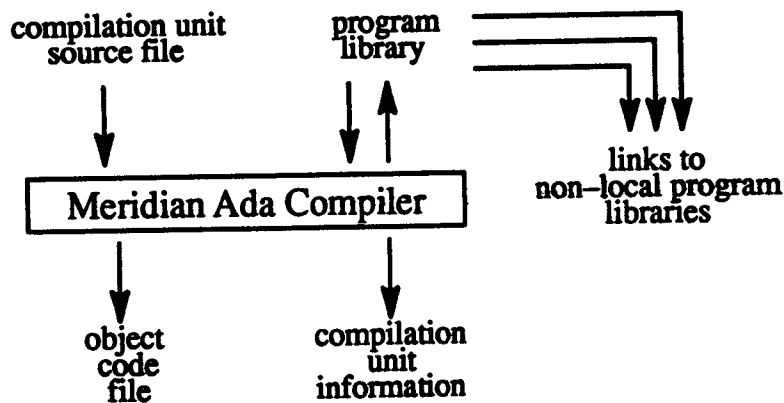 compilation unit
source file
program
library
links to
non–local program
libraries
Meridian Ada Compiler
object
code
file
compilation
unit
information